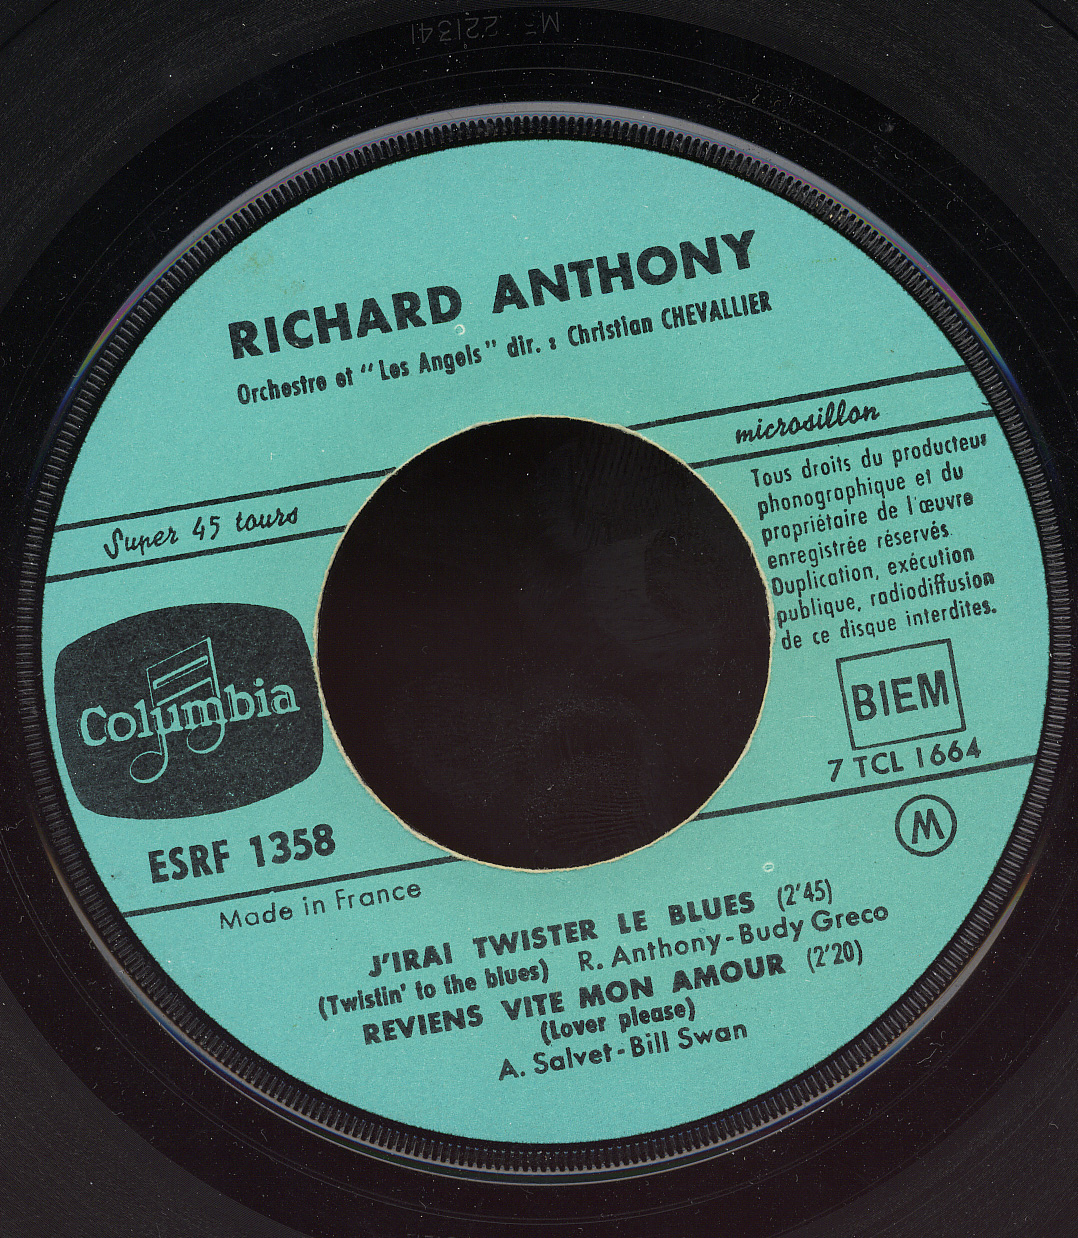 M - 221341
RICHARD ANTHONY
Orchestre et "Les Angels" dir. : Christian CHEVALLIER
microsillon
Super 45 tours
Tous droits du producteur
phonographique et du
propriétaire de l'œuvre
enregistrée réservés.
Duplication, exécution
publique, radiodiffusion
de ce disque interdites.
Columbia
BIEM
7 TCL 1664
M
ESRF 1358
Made in France
J'IRAI TWISTER LE BLUES (2'45)
(Twistin' to the blues) R. Anthony-Budy Greco
REVIENS VITE MON AMOUR (2'20)
(Lover please)
A. Salvet-Bill Swan